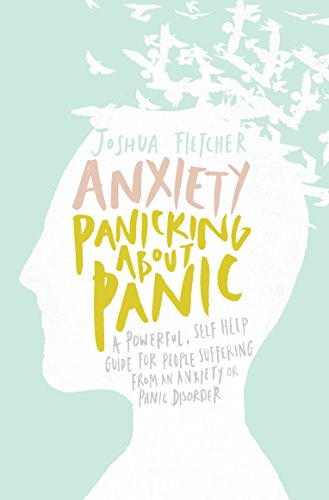 Joshua Fletcher
ANXIETY
PANICKING
ABOUT
PANIC
A POWERFUL, SELF HELP
GUIDE FOR PEOPLE SUFFERING
FROM AN ANXIETY OR
PANIC DISORDER